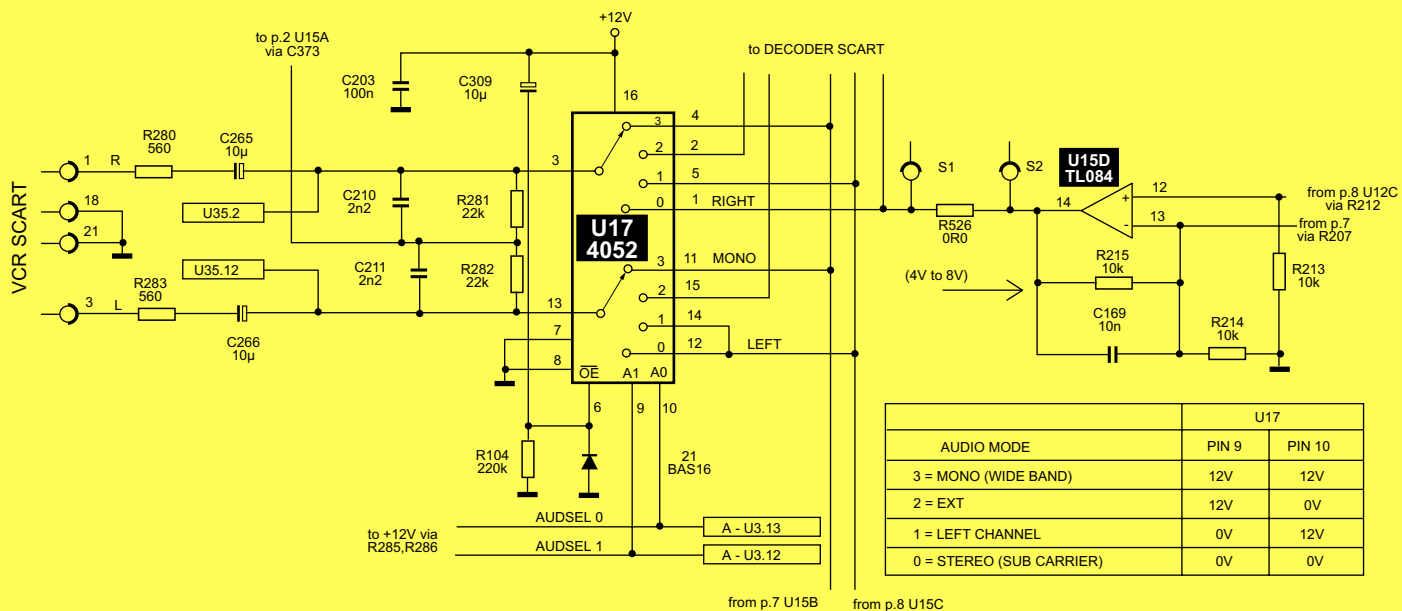 +12V
to p.2 U15A
via C373
to DECODER SCART
C203
100n
C309
10µ
16
VCR SCART
1
R
R280
560
C265
10µ
18
21
U35.2
U35.12
3
L
R283
560
C266
10µ
C210
2n2
C211
2n2
R281
22k
R282
22k
3
13
7
8
U17
4052
3
2
1
0
3
2
1
0
4
2
5
1
RIGHT
11
MONO
15
14
12
LEFT
OE
A1
A0
6
9
10
R104
220k
21
BAS16
to +12V via
R285,R286
AUDSEL 0
AUDSEL 1
A - U3.13
A - U3.12
S1
S2
R526
0R0
U15D
TL084
14
+
-
12
13
from p.8 U12C
via R212
from p.7
via R207
(4V to 8V)
R215
10k
R213
10k
C169
10n
R214
10k
U17
AUDIO MODE
PIN 9
PIN 10
3 = MONO (WIDE BAND)
12V
12V
2 = EXT
12V
0V
1 = LEFT CHANNEL
0V
12V
0 = STEREO (SUB CARRIER)
0V
0V
from p.7 U15B
from p.8 U15C